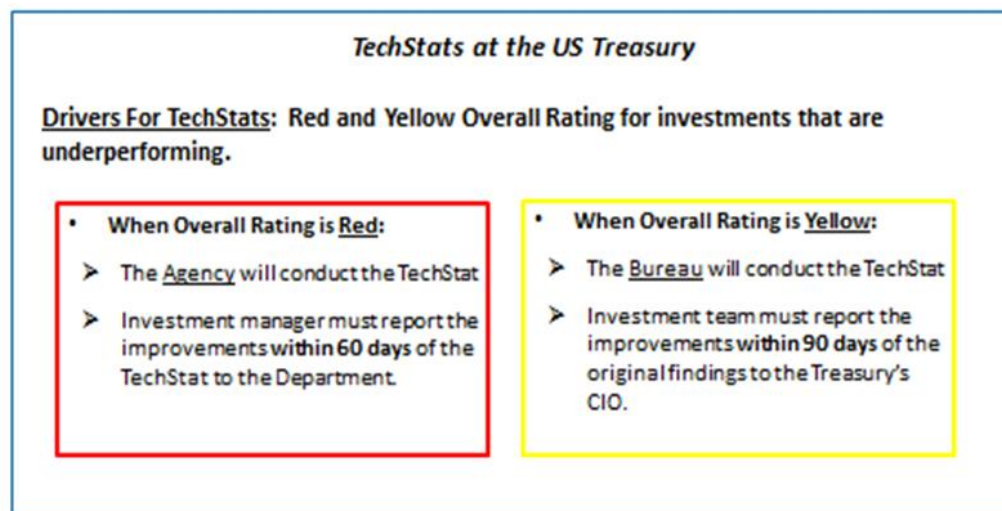 TechStats at the US Treasury
Drivers For TechStats: Red and Yellow Overall Rating for investments that are
underperforming.
• When Overall Rating is Red:
➤ The Agency will conduct the TechStat
➤ Investment manager must report the
improvements within 60 days of the
TechStat to the Department.
• When Overall Rating is Yellow:
➤ The Bureau will conduct the TechStat
➤ Investment team must report the
improvements within 90 days of the
original findings to the Treasury's
CIO.